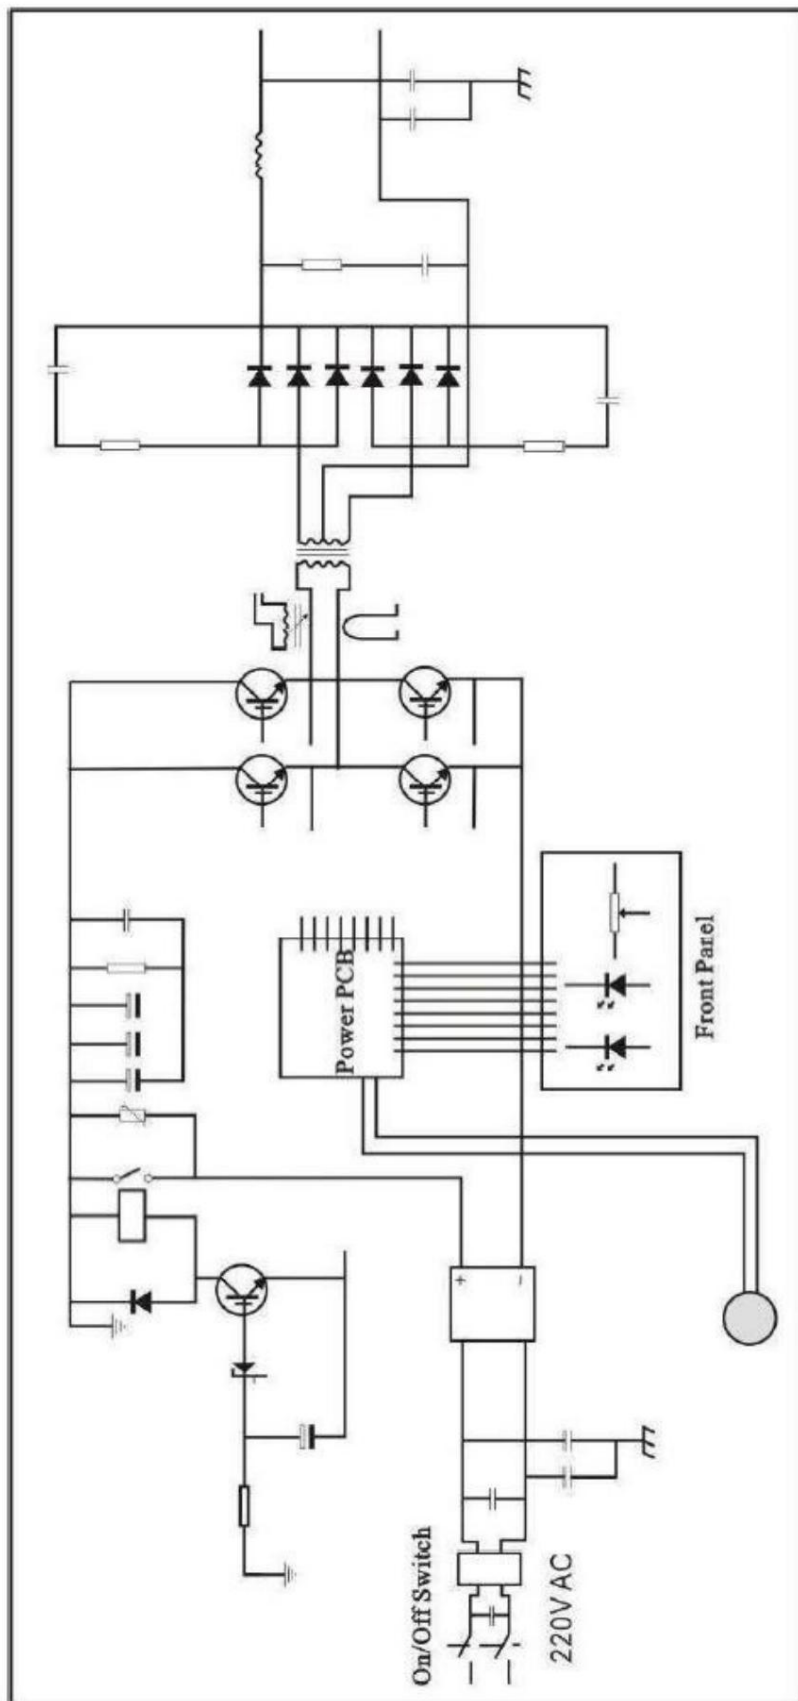 On/Off Switch
220V AC
+
-
Power PCB
Front Panel